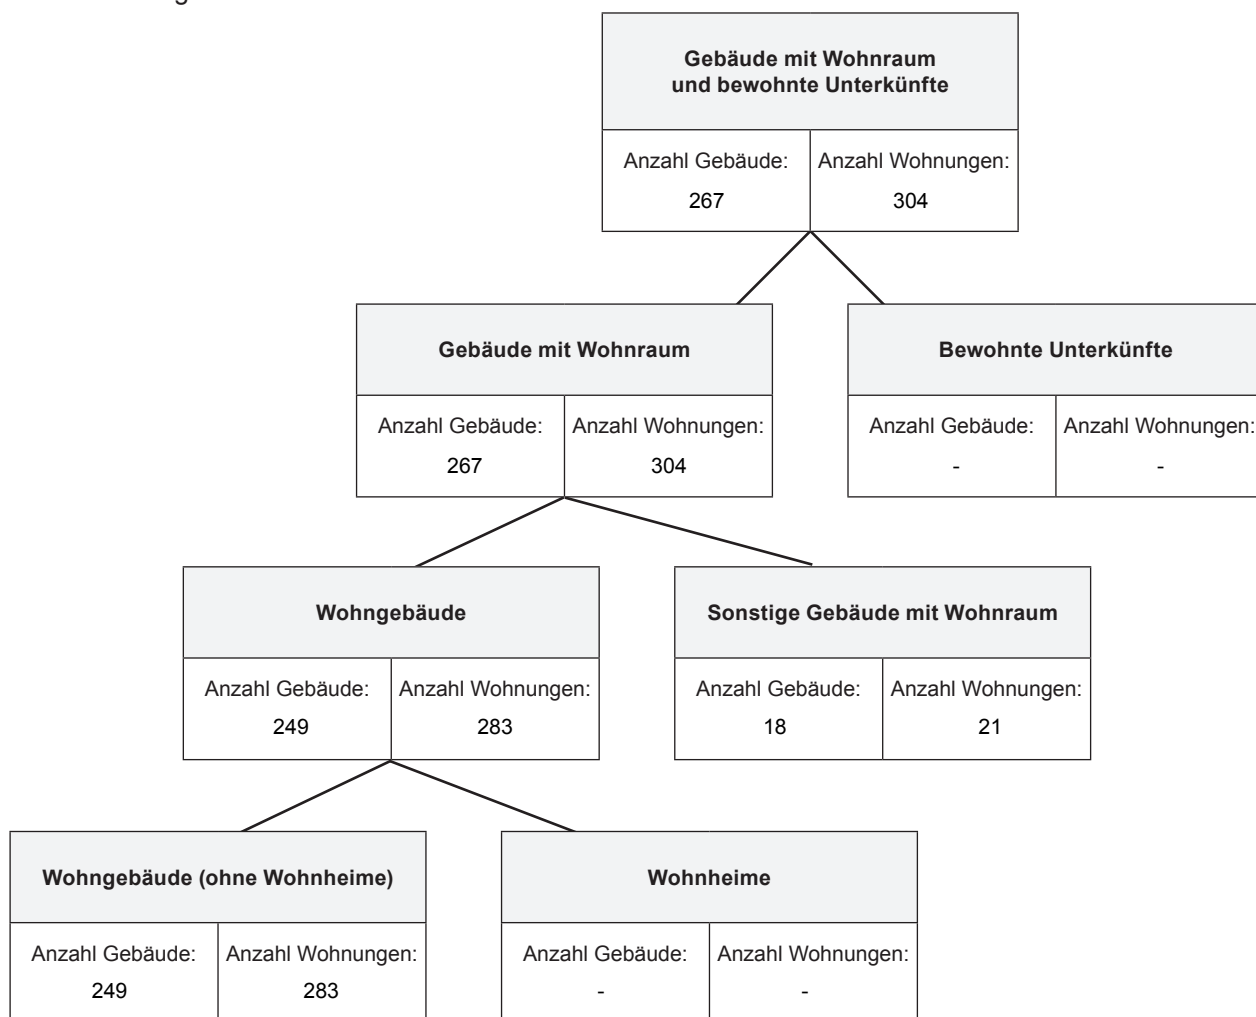 Gebäude mit Wohnraum
und bewohnte Unterkünfte
Anzahl Gebäude: Anzahl Wohnungen:
267 304
Gebäude mit Wohnraum
Anzahl Gebäude: Anzahl Wohnungen:
267 304
Bewohnte Unterkünfte
Anzahl Gebäude: Anzahl Wohnungen:
- -
Wohngebäude
Anzahl Gebäude: Anzahl Wohnungen:
249 283
Sonstige Gebäude mit Wohnraum
Anzahl Gebäude: Anzahl Wohnungen:
18 21
Wohngebäude (ohne Wohnheime)
Anzahl Gebäude: Anzahl Wohnungen:
249 283
Wohnheime
Anzahl Gebäude: Anzahl Wohnungen:
- -